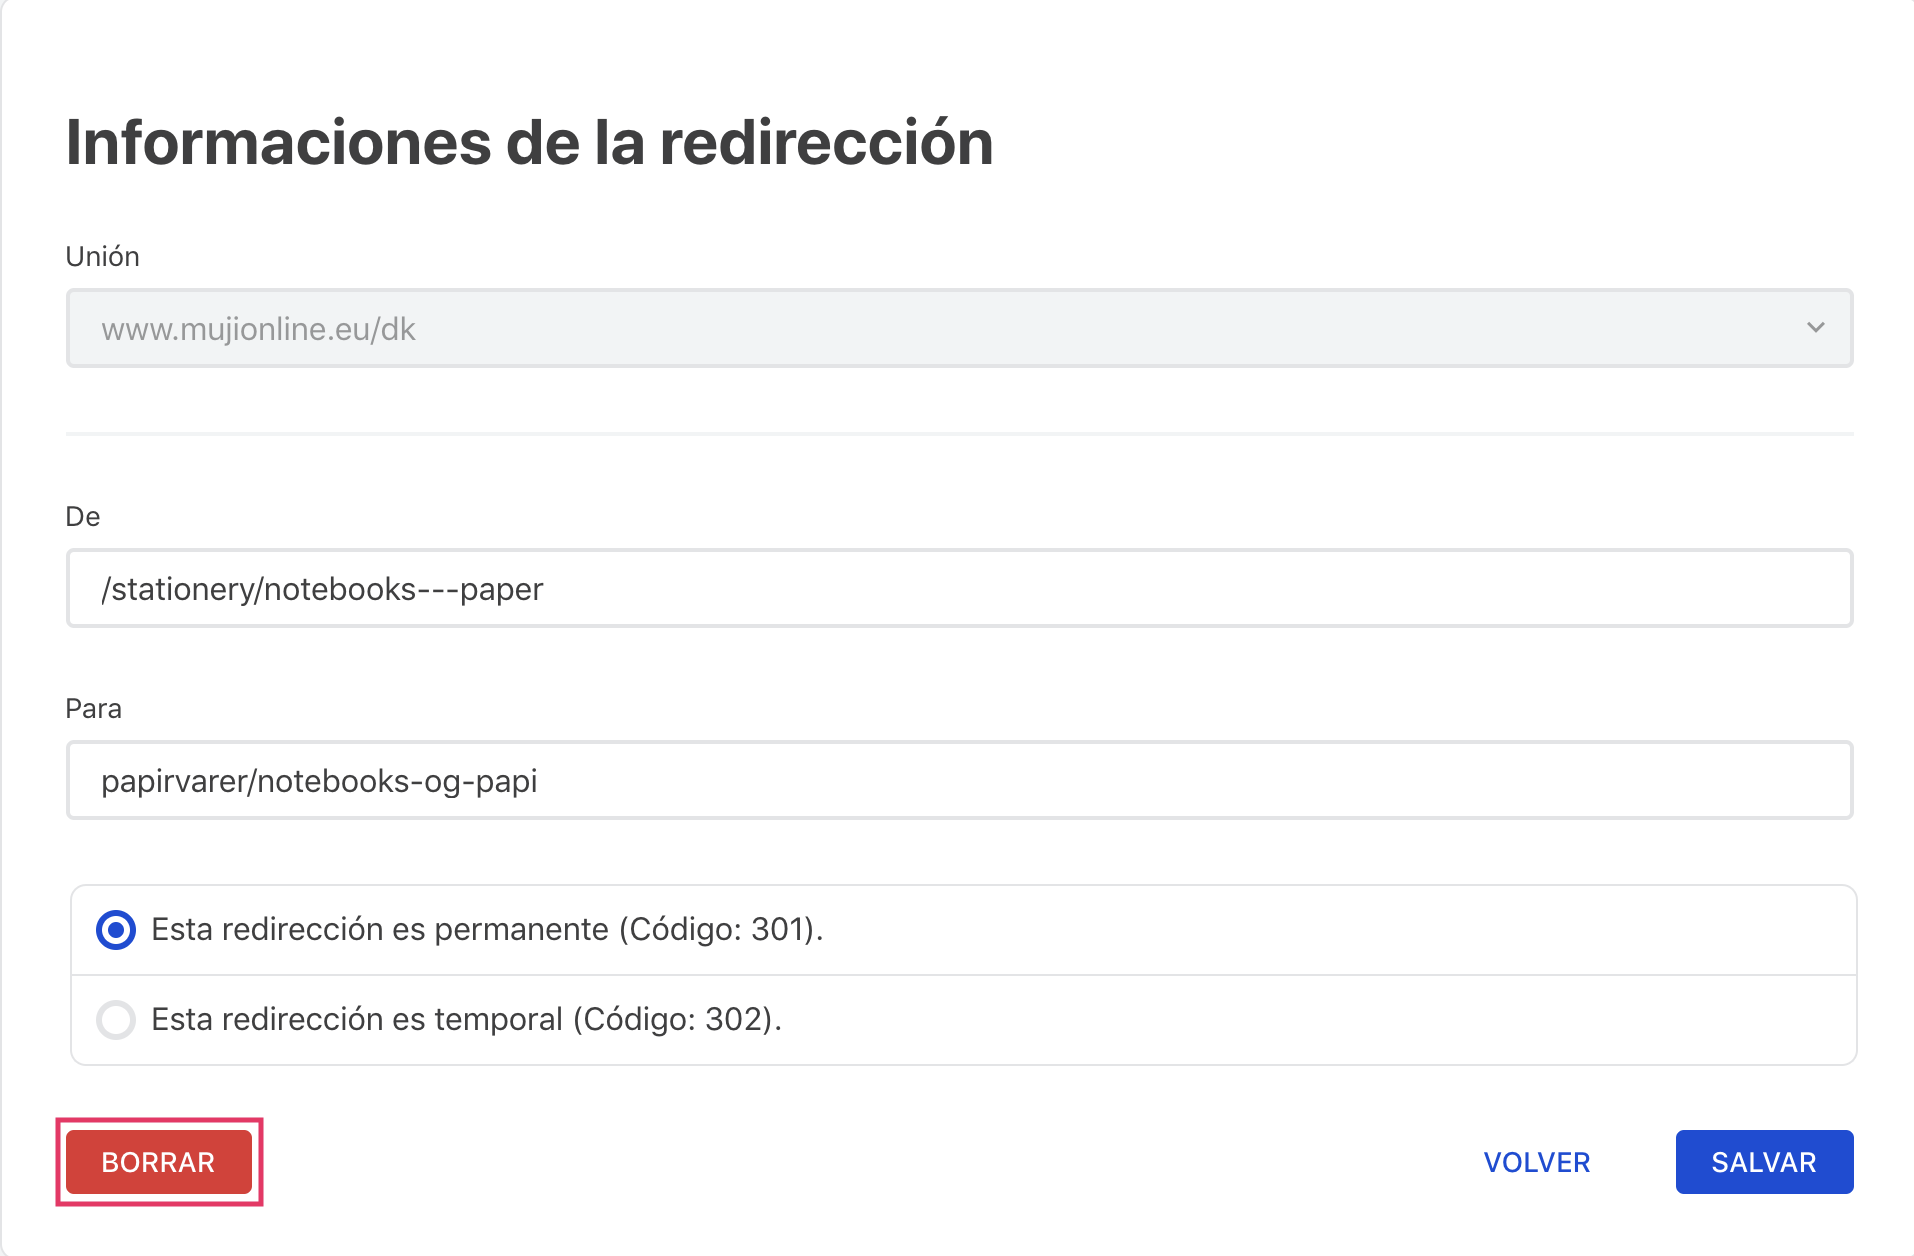 Informaciones de la redirección
Unión
www.mujionline.eu/dk
De
/stationery/notebooks---paper
Para
papirvarer/notebooks-og-papi
Esta redirección es permanente (Código: 301).
Esta redirección es temporal (Código: 302).
BORRAR
VOLVER
SALVAR